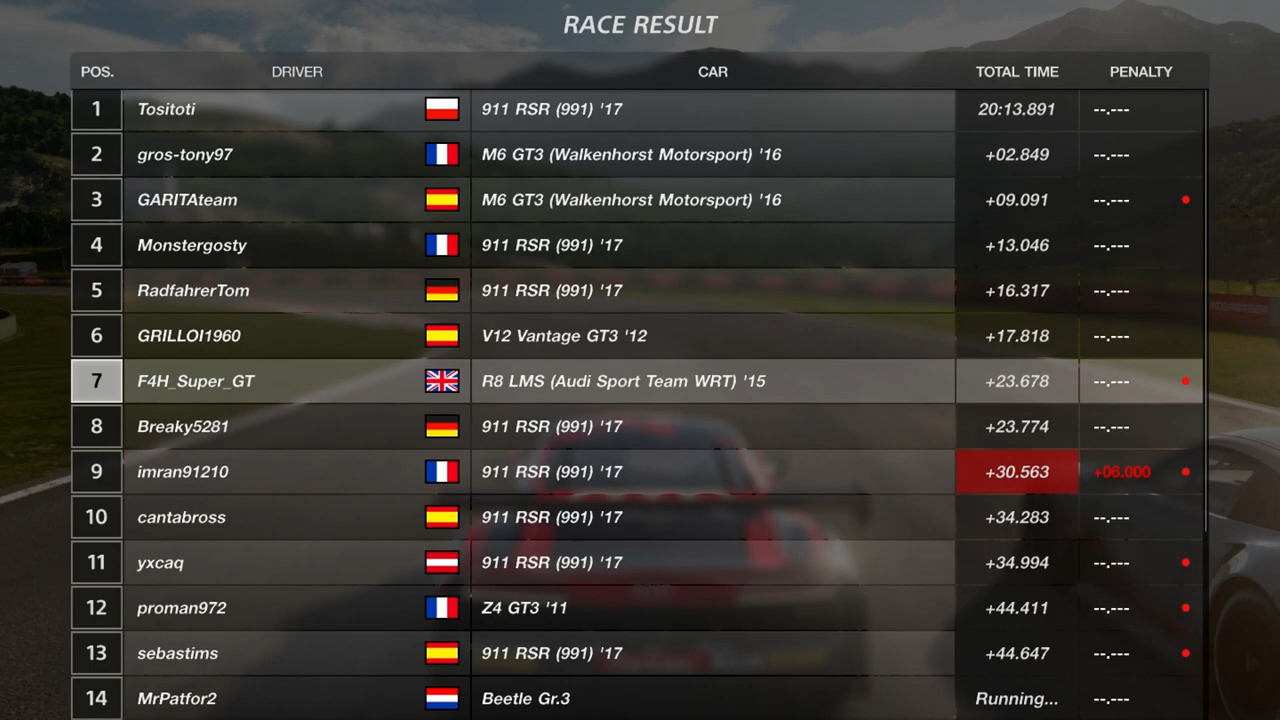 RACE RESULT
POS. DRIVER CAR TOTAL TIME PENALTY
1 Tositoti 911 RSR (991) '17 20:13.891 --.---
2 gros-tony97 M6 GT3 (Walkenhorst Motorsport) '16 +02.849 --.---
3 GARITAteam M6 GT3 (Walkenhorst Motorsport) '16 +09.091 --.---
4 Monstergosty 911 RSR (991) '17 +13.046 --.---
5 RadfahrerTom 911 RSR (991) '17 +16.317 --.---
6 GRILLOI1960 V12 Vantage GT3 '12 +17.818 --.---
7 F4H_Super_GT R8 LMS (Audi Sport Team WRT) '15 +23.678 --.---
8 Breaky5281 911 RSR (991) '17 +23.774 --.---
9 imran91210 911 RSR (991) '17 +30.563 +06.000
10 cantabross 911 RSR (991) '17 +34.283 --.---
11 yxcaq 911 RSR (991) '17 +34.994 --.---
12 proman972 Z4 GT3 '11 +44.411 --.---
13 sebastims 911 RSR (991) '17 +44.647 --.---
14 MrPatfor2 Beetle Gr.3 Running... --.---